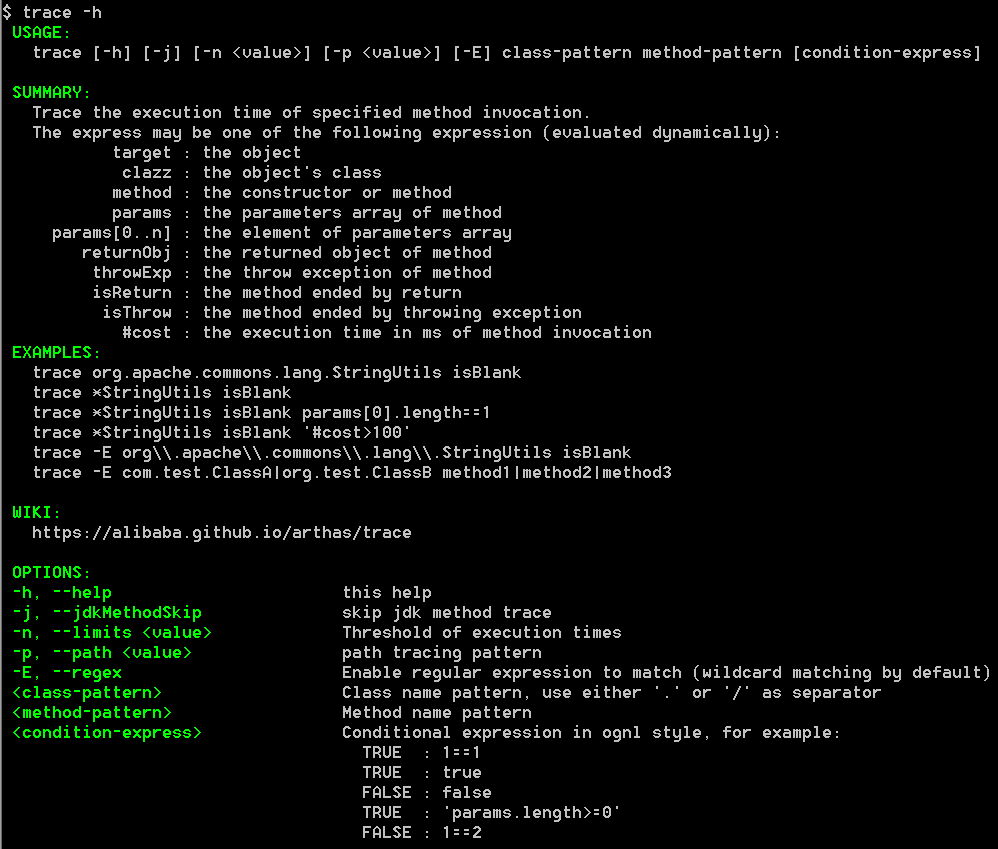 $ trace -h
USAGE:
trace [-h] [-j] [-n <value>] [-p <value>] [-E] class-pattern method-pattern [condition-express]
SUMMARY:
Trace the execution time of specified method invocation.
The express may be one of the following expression (evaluated dynamically):
target : the object
clazz : the object's class
method : the constructor or method
params : the parameters array of method
params[0..n] : the element of parameters array
returnObj : the returned object of method
throwExp : the throw exception of method
isReturn : the method ended by return
isThrow : the method ended by throwing exception
#cost : the execution time in ms of method invocation
EXAMPLES:
trace org.apache.commons.lang.StringUtils isBlank
trace *StringUtils isBlank
trace *StringUtils isBlank params[0].length==1
trace *StringUtils isBlank '#cost>100'
trace -E org\\.apache\\.commons\\.lang\\.StringUtils isBlank
trace -E com.test.ClassA|org.test.ClassB method1|method2|method3
WIKI:
https://alibaba.github.io/arthas/trace
OPTIONS:
-h, --help this help
-j, --jdkMethodSkip skip jdk method trace
-n, --limits <value> Threshold of execution times
-p, --path <value> path tracing pattern
-E, --regex Enable regular expression to match (wildcard matching by default)
<class-pattern> Class name pattern, use either '.' or '/' as separator
<method-pattern> Method name pattern
<condition-express> Conditional expression in ognl style, for example:
TRUE : 1==1
TRUE : true
FALSE : false
TRUE : 'params.length>=0'
FALSE : 1==2